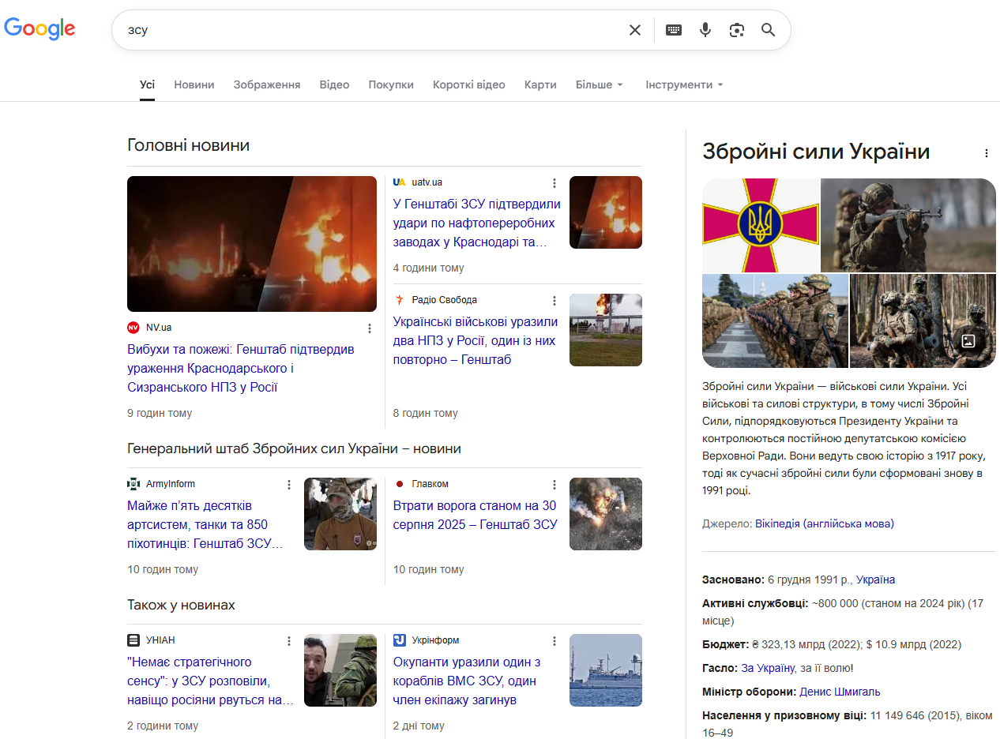 Google
зсу
Усі
Новини
Зображення
Відео
Покупки
Короткі відео
Карти
Більше
Інструменти
Головні новини
NV NV.ua
Вибухи та пожежі: Генштаб підтвердив
ураження Краснодарського і
Сизранського НПЗ у Росії
9 годин тому
UA uatv.ua
У Генштабі ЗСУ підтвердили
удари по нафтопереробних
заводах у Краснодарі та...
4 години тому
Радіо Свобода
Українські військові уразили
два НПЗ у Росії, один із них
повторно – Генштаб
8 годин тому
Генеральний штаб Збройних сил України – новини
ArmyInform
Майже п’ять десятків
артсистем, танки та 850
піхотинців: Генштаб ЗСУ...
10 годин тому
Главком
Втрати ворога станом на 30
серпня 2025 – Генштаб ЗСУ
10 годин тому
Також у новинах
УНІАН
"Немає стратегічного
сенсу": у ЗСУ розповіли,
навіщо росіяни рвуться на...
2 години тому
Укрінформ
Окупанти уразили один з
кораблів ВМС ЗСУ, один
член екіпажу загинув
2 дні тому
Збройні сили України
Збройні сили України — військові сили України. Усі
військові та силові структури, в тому числі Збройні
Сили, підпорядковуються Президенту України та
контролюються постійною депутатською комісією
Верховної Ради. Вони ведуть свою історію з 1917 року,
тоді як сучасні збройні сили були сформовані знову в
1991 році.
Джерело: Вікіпедія (англійська мова)
Засновано: 6 грудня 1991 р., Україна
Активні службовці: ~800 000 (станом на 2024 рік) (17
місце)
Бюджет: ₴ 323,13 млрд (2022); $ 10.9 млрд (2022)
Гасло: За Україну, за її волю!
Міністр оборони: Денис Шмигаль
Населення у призовному віці: 11 149 646 (2015), віком
16–49